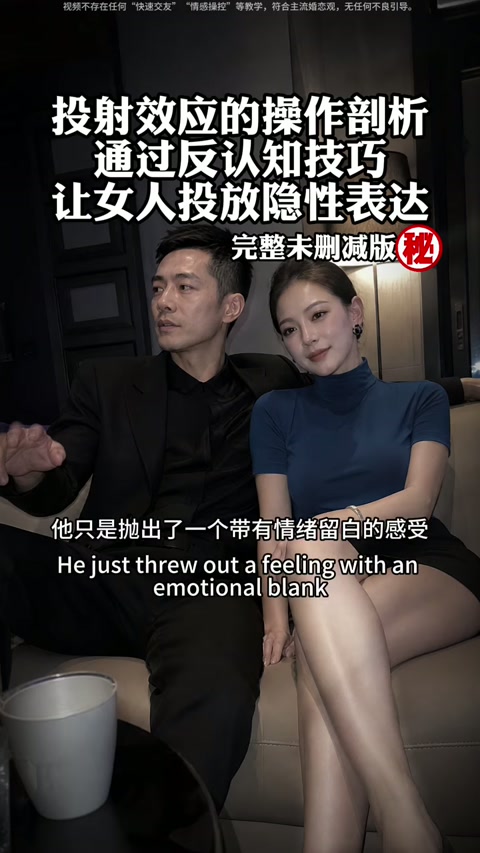 视频不存在任何“快速交友”“情感操控”等教学，符合主流婚恋观，无任何不良引导。
投射效应的操作剖析
通过反认知技巧
让女人投放隐性表达
完整未删减版㊙
他只是抛出了一个带有情绪留白的感受
He just threw out a feeling with an
emotional blank